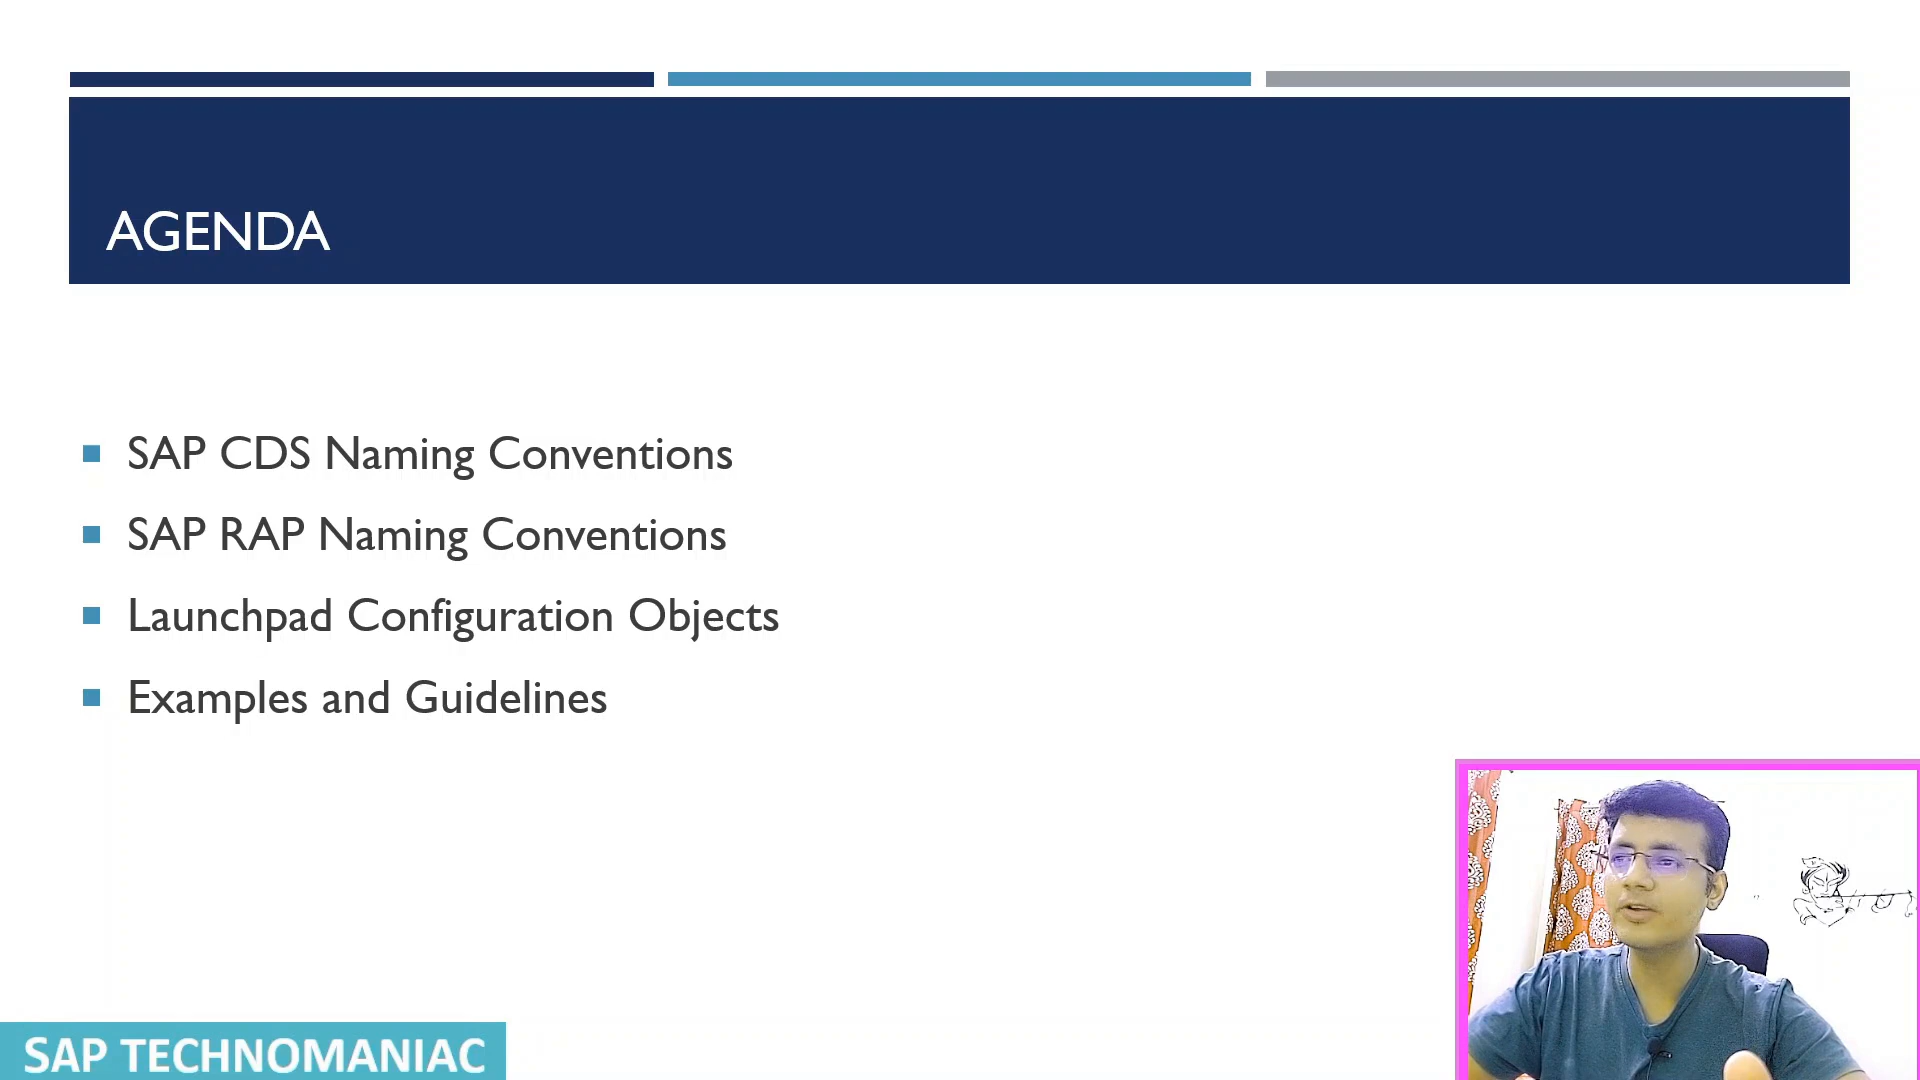 AGENDA
SAP CDS Naming Conventions
SAP RAP Naming Conventions
Launchpad Configuration Objects
Examples and Guidelines
SAP TECHNOMANIAC